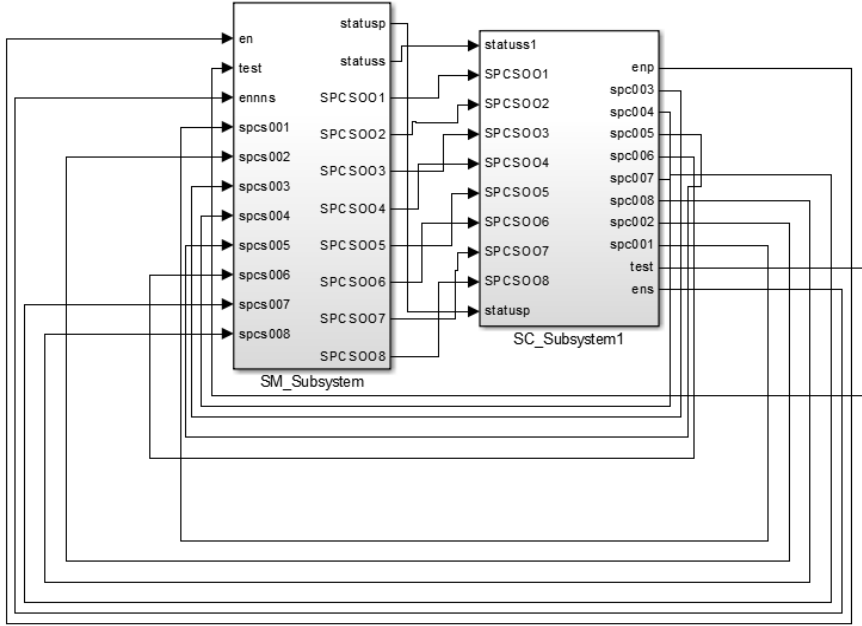 en
test
ennns
spcs001
spcs002
spcs003
spcs004
spcs005
spcs006
spcs007
spcs008
statusp
statuss
SPCSOO1
SPCSOO2
SPCSOO3
SPCSOO4
SPCSOO5
SPCSOO6
SPCSOO7
SPCSOO8
SM_Subsystem
statuss1
SPCSOO1
SPCSOO2
SPCSOO3
SPCSOO4
SPCSOO5
SPCSOO6
SPCSOO7
SPCSOO8
statusp
enp
spc003
spc004
spc005
spc006
spc007
spc008
spc002
spc001
test
ens
SC_Subsystem1